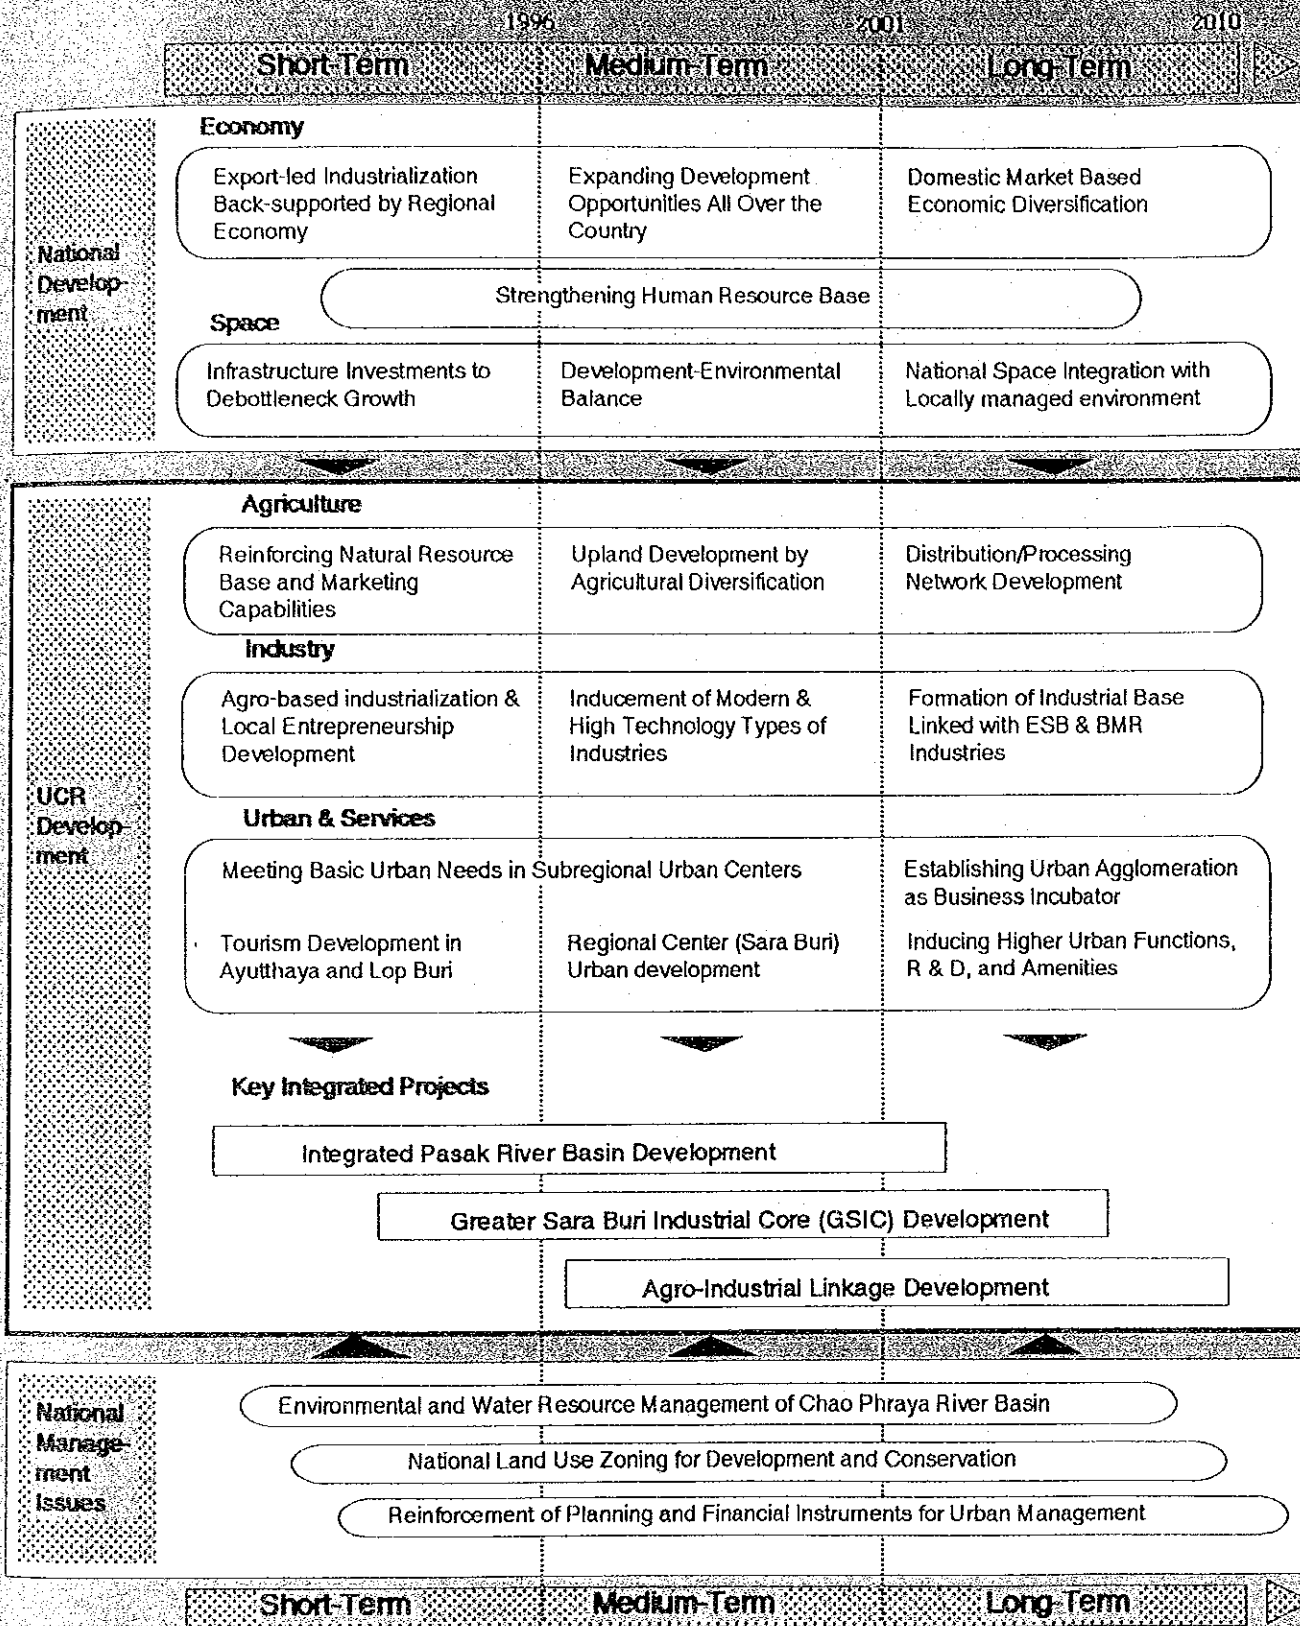 1996 2001 2010
Short-Term Medium-Term Long-Term
National
Develop-
ment
Economy
Export-led Industrialization
Back-supported by Regional
Economy
Expanding Development
Opportunities All Over the
Country
Domestic Market Based
Economic Diversification
Strengthening Human Resource Base
Space
Infrastructure Investments to
Debottleneck Growth
Development-Environmental
Balance
National Space Integration with
Locally managed environment
UCR
Develop-
ment
Agriculture
Reinforcing Natural Resource
Base and Marketing
Capabilities
Upland Development by
Agricultural Diversification
Distribution/Processing
Network Development
Industry
Agro-based industrialization &
Local Entrepreneurship
Development
Inducement of Modern &
High Technology Types of
Industries
Formation of Industrial Base
Linked with ESB & BMR
Industries
Urban & Services
Meeting Basic Urban Needs in Subregional Urban Centers
Establishing Urban Agglomeration
as Business Incubator
Tourism Development in
Ayutthaya and Lop Buri
Regional Center (Sara Buri)
Urban development
Inducing Higher Urban Functions,
R & D, and Amenities
Key Integrated Projects
Integrated Pasak River Basin Development
Greater Sara Buri Industrial Core (GSIC) Development
Agro-Industrial Linkage Development
National
Manage-
ment
Issues
Environmental and Water Resource Management of Chao Phraya River Basin
National Land Use Zoning for Development and Conservation
Reinforcement of Planning and Financial Instruments for Urban Management
Short-Term Medium-Term Long-Term